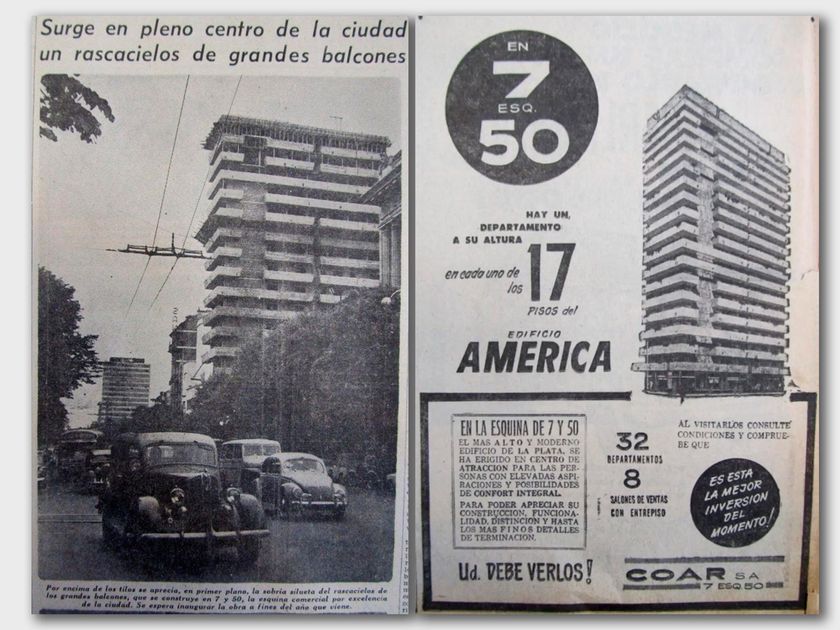 Surge en pleno centro de la ciudad
un rascacielos de grandes balcones
Por encima de los tilos se aprecia, en primer plano, la sobria silueta del rascacielos de
los grandes balcones, que se construye en 7 y 50, la esquina comercial por excelencia
de la ciudad. Se espera inaugurar la obra a fines del año que viene.
EN
7
ESQ.
50
HAY UN,
DEPARTAMENTO
A SU ALTURA
en cada uno de
los 17
PISOS del
EDIFICIO
AMERICA
EN LA ESQUINA DE 7 Y 50
EL MAS ALTO Y MODERNO
EDIFICIO DE LA PLATA, SE
HA ERIGIDO EN CENTRO DE
ATRACCION PARA LAS PER-
SONAS CON ELEVADAS ASPI-
RACIONES Y POSIBILIDADES
DE CONFORT INTEGRAL.
PARA PODER APRECIAR SU
CONSTRUCCION, FUNCIONA-
LIDAD, DISTINCION Y HASTA
LOS MAS FINOS DETALLES
DE TERMINACION.
Ud. DEBE VERLOS!
32
DEPARTAMENTOS
8
SALONES DE VENTAS
CON ENTREPISO
AL VISITARLOS CONSULTE
CONDICIONES Y COMPRUE-
BE QUE
ES ESTA
LA MEJOR
INVERSION
DEL
MOMENTO!
COAR SA
7 ESQ. 50